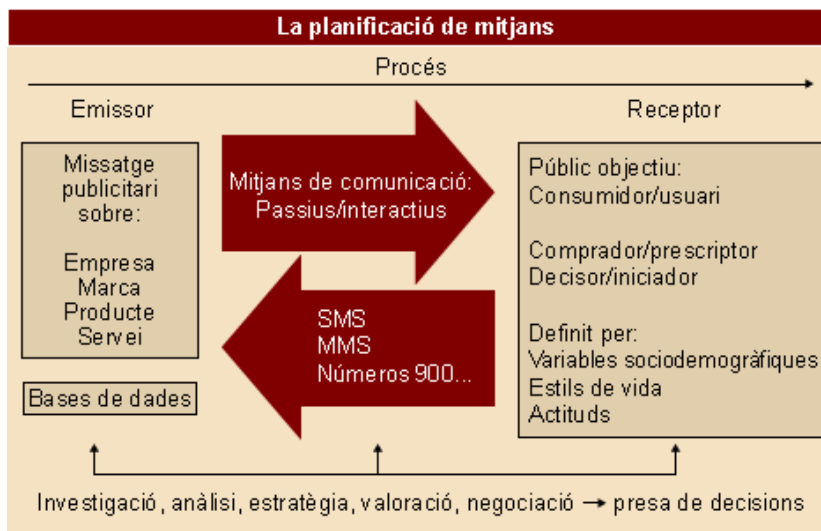 La planificació de mitjans
Procés
Emissor
Receptor
Missatge
publicitari
sobre:
Empresa
Marca
Producte
Servei
Bases de dades
Mitjans de comunicació:
Passius/interactius
SMS
MMS
Números 900...
Públic objectiu:
Consumidor/usuari
Comprador/prescriptor
Decisor/iniciador
Definit per:
Variables sociodemogràfiques
Estils de vida
Actituds
Investigació, anàlisi, estratègia, valoració, negociació → presa de decisions